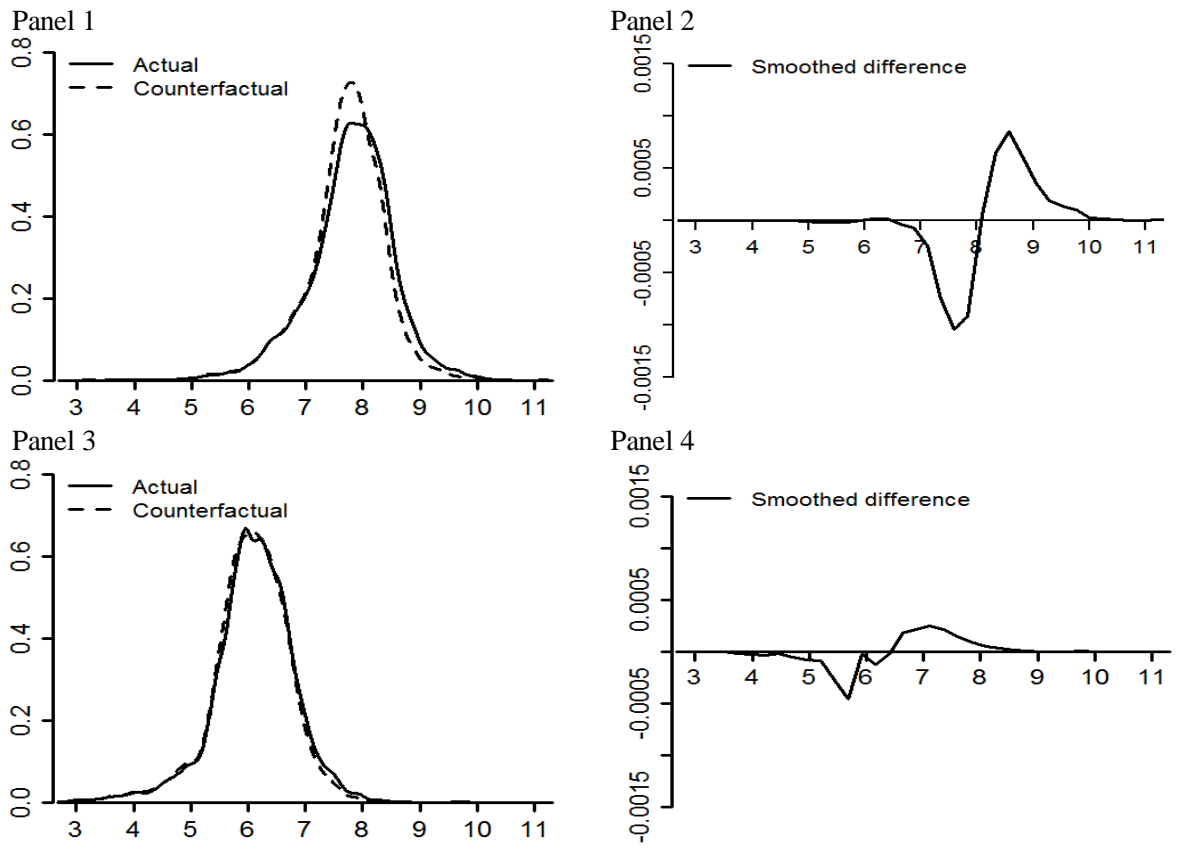 Panel 1
0.8
0.6
0.4
0.2
0.0
Actual
Counterfactual
3 4 5 6 7 8 9 10 11
Panel 2
0.0015
0.0005
-0.0005
-0.0015
Smoothed difference
3 4 5 6 7 8 9 10 11
Panel 3
0.8
0.6
0.4
0.2
0.0
Actual
Counterfactual
3 4 5 6 7 8 9 10 11
Panel 4
0.0015
0.0005
-0.0005
-0.0015
Smoothed difference
3 4 5 6 7 8 9 10 11